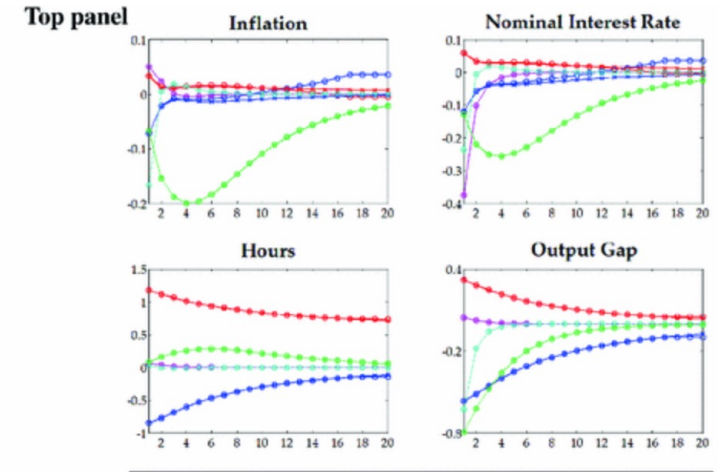 Top panel
Inflation
0.1
0
-0.1
-0.2
2 4 6 8 10 12 14 16 18 20
Nominal Interest Rate
0.1
0
-0.1
-0.2
-0.3
-0.4
2 4 6 8 10 12 14 16 18 20
Hours
1.5
1
0.5
0
-0.5
-1
2 4 6 8 10 12 14 16 18 20
Output Gap
0.4
-0.2
-0.8
2 4 6 8 10 12 14 16 18 20